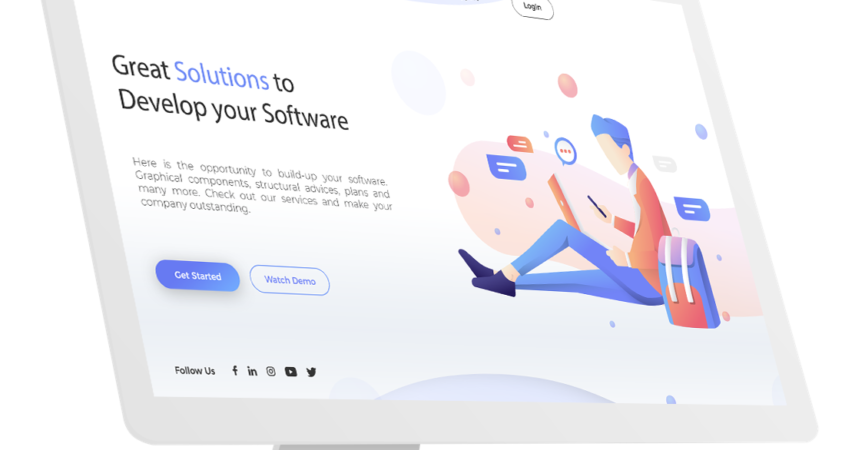 Login
Great Solutions to
Develop your Software
Here is the opportunity to build-up your software.
Graphical components, structural advices, plans and
many more. Check out our services and make your
company outstanding.
Get Started
Watch Demo
Follow Us